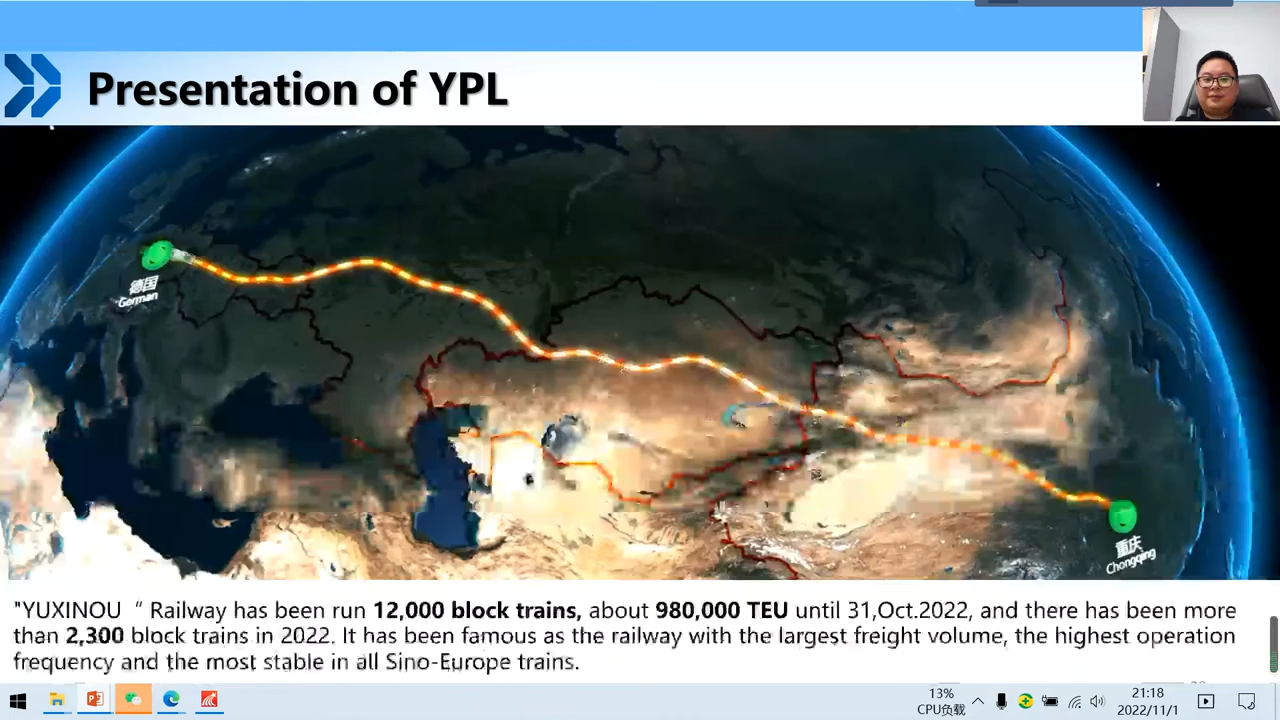 Presentation of YPL
德国
German
重庆
Chongqing
"YUXINOU “ Railway has been run 12,000 block trains, about 980,000 TEU until 31,Oct.2022, and there has been more
than 2,300 block trains in 2022. It has been famous as the railway with the largest freight volume, the highest operation
frequency and the most stable in all Sino-Europe trains.
13%
CPU负载
21:18
2022/11/1